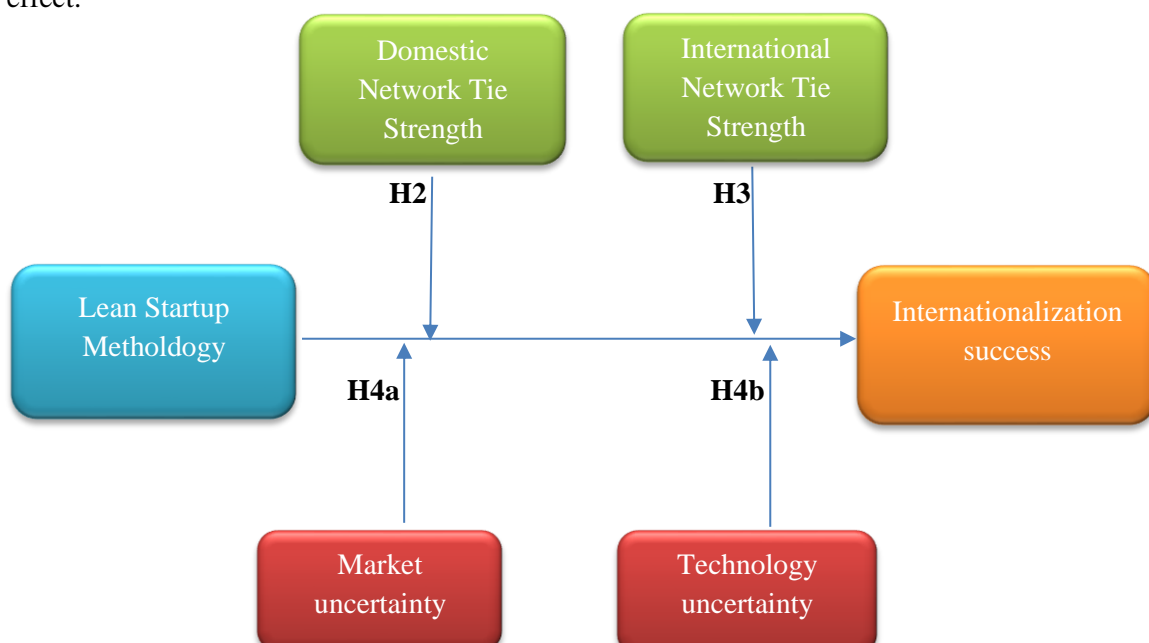 effect.
Domestic
Network Tie
Strength
International
Network Tie
Strength
H2
H3
Lean Startup
Metholdogy
Internationalization
success
H4a
H4b
Market
uncertainty
Technology
uncertainty